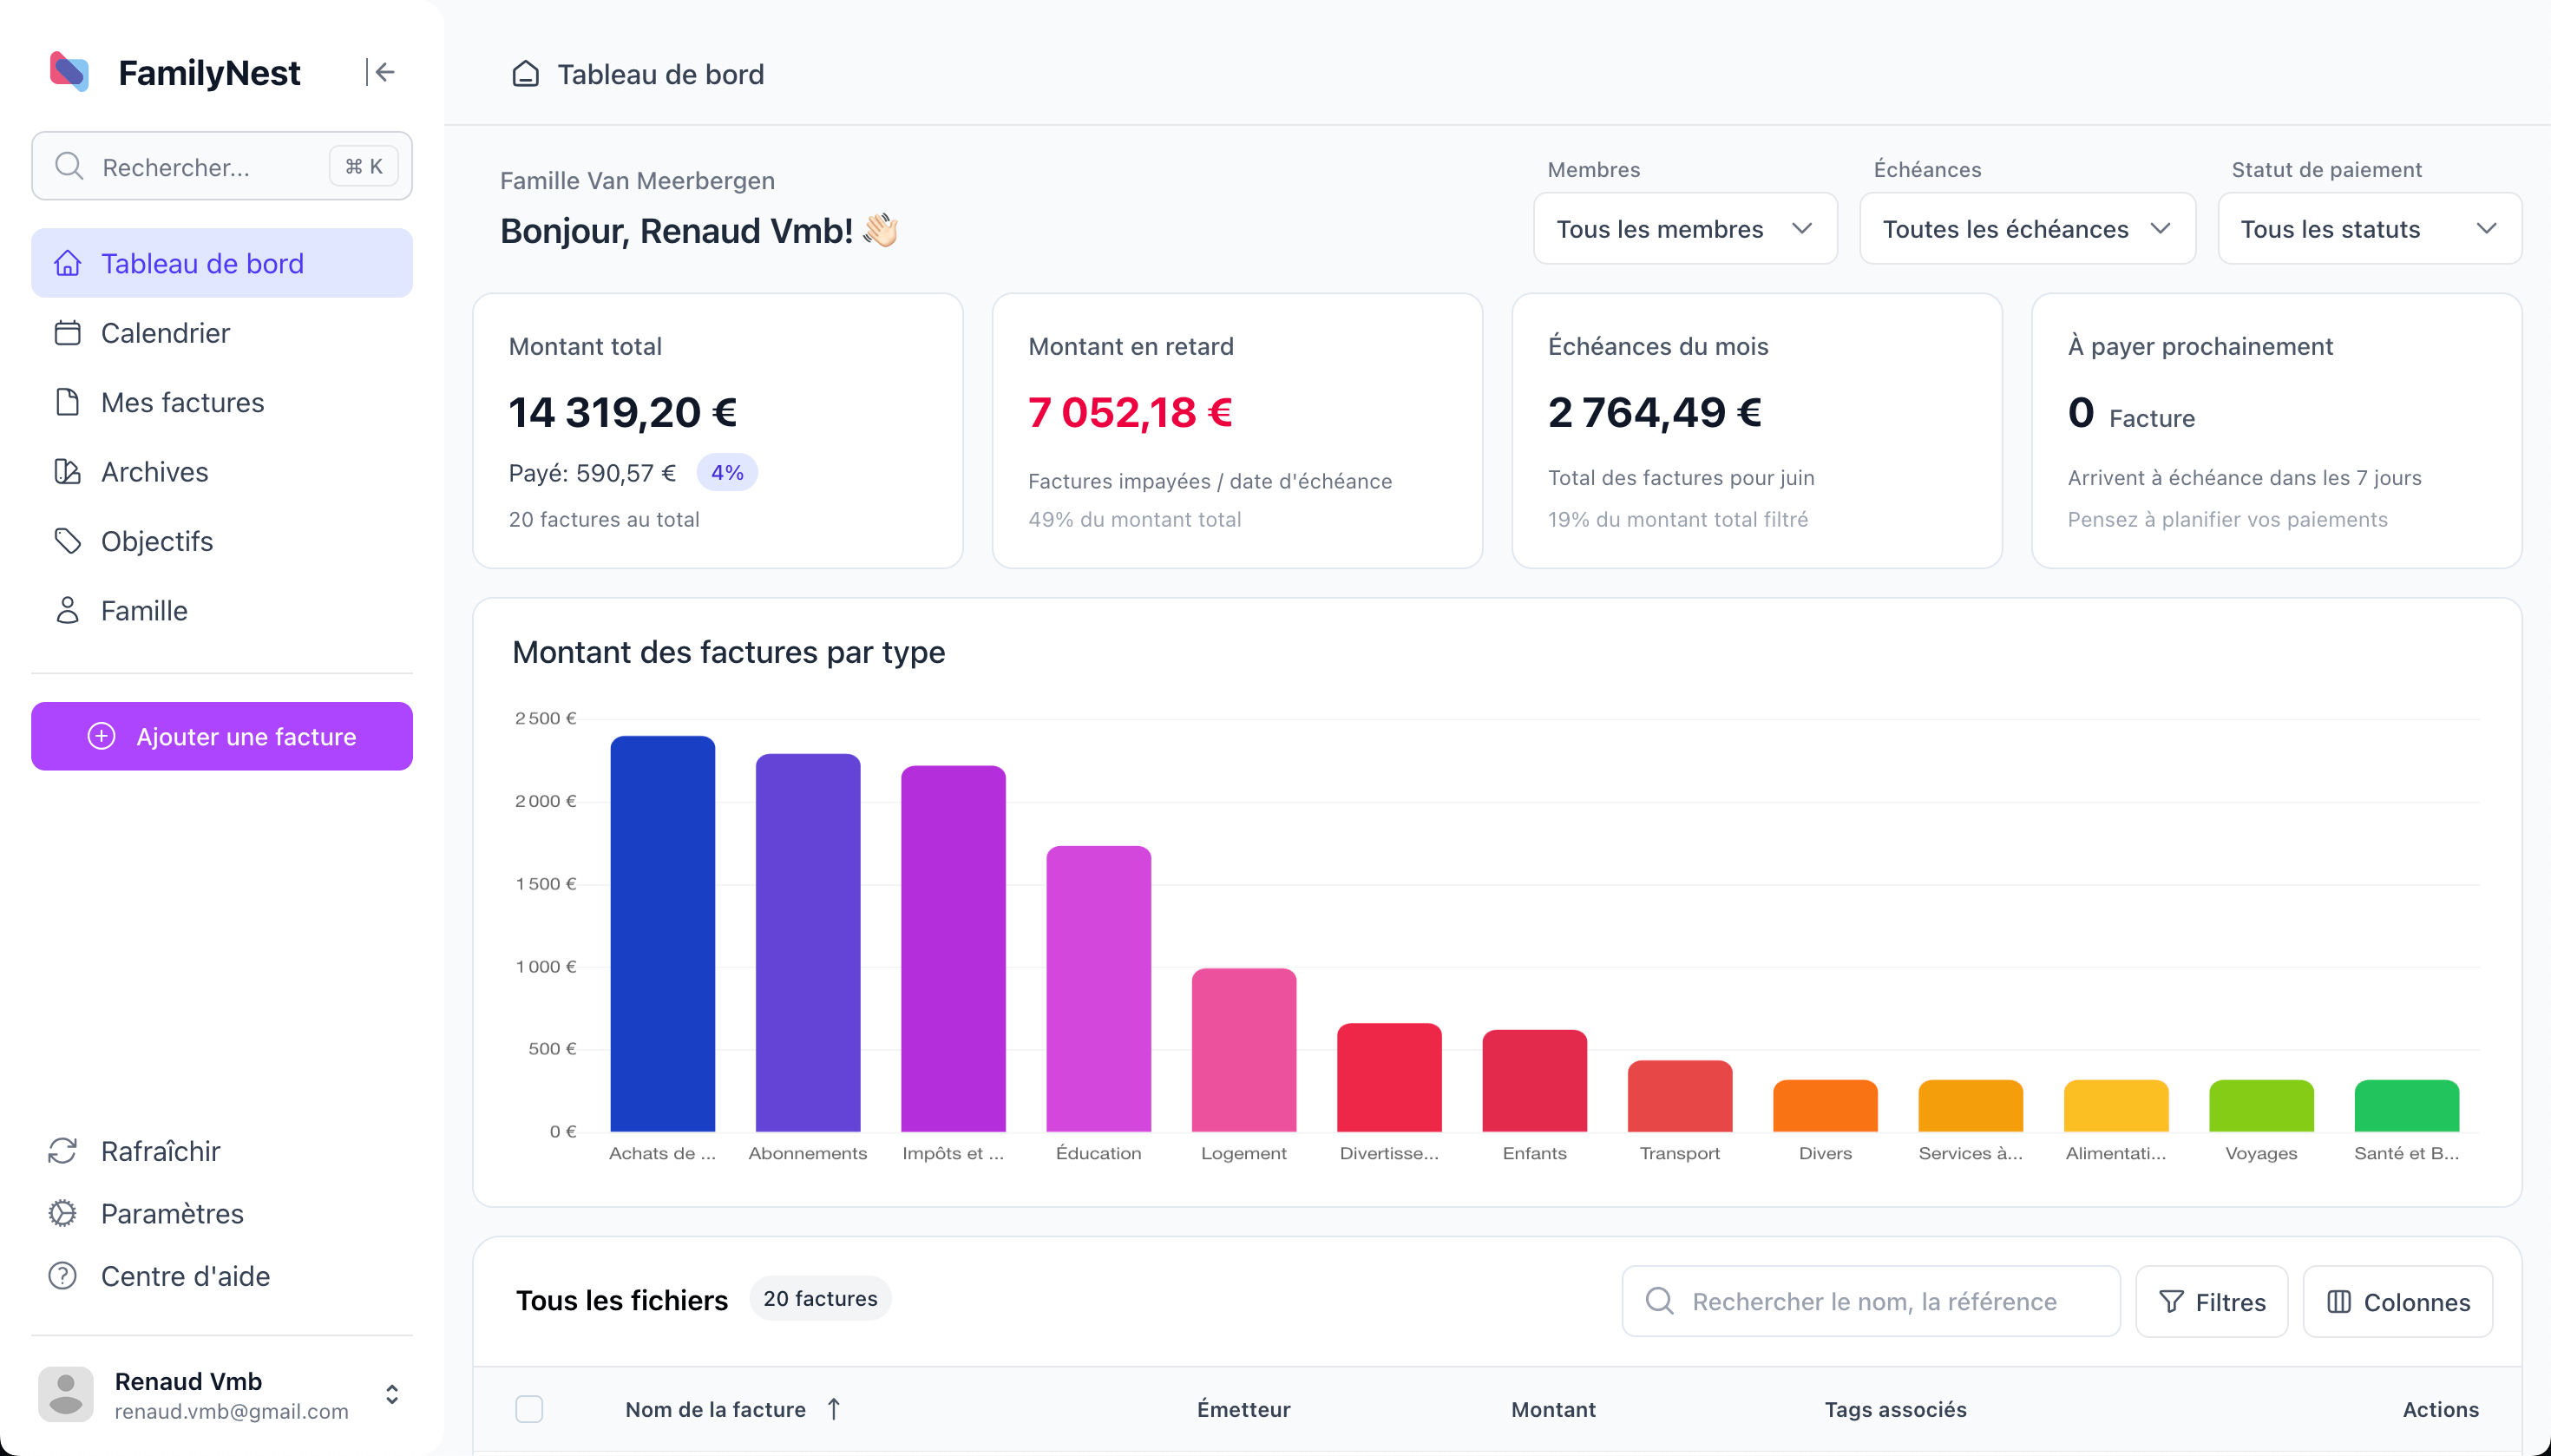 FamilyNest
Rechercher...
⌘ K
Tableau de bord
Calendrier
Mes factures
Archives
Objectifs
Famille
Ajouter une facture
Rafraîchir
Paramètres
Centre d'aide
Renaud Vmb
renaud.vmb@gmail.com
Tableau de bord
Famille Van Meerbergen
Bonjour, Renaud Vmb! 👋🏻
Membres
Tous les membres
Échéances
Toutes les échéances
Statut de paiement
Tous les statuts
Montant total
14 319,20 €
Payé: 590,57 € 4%
20 factures au total
Montant en retard
7 052,18 €
Factures impayées / date d'échéance
49% du montant total
Échéances du mois
2 764,49 €
Total des factures pour juin
19% du montant total filtré
À payer prochainement
0 Facture
Arrivent à échéance dans les 7 jours
Pensez à planifier vos paiements
Montant des factures par type
2 500 €
2 000 €
1 500 €
1 000 €
500 €
0 €
Achats de ... Abonnements Impôts et ... Éducation Logement Divertisse... Enfants Transport Divers Services à... Alimentati... Voyages Santé et B...
Tous les fichiers 20 factures
Rechercher le nom, la référence
Filtres
Colonnes
Nom de la facture ↑ Émetteur Montant Tags associés Actions